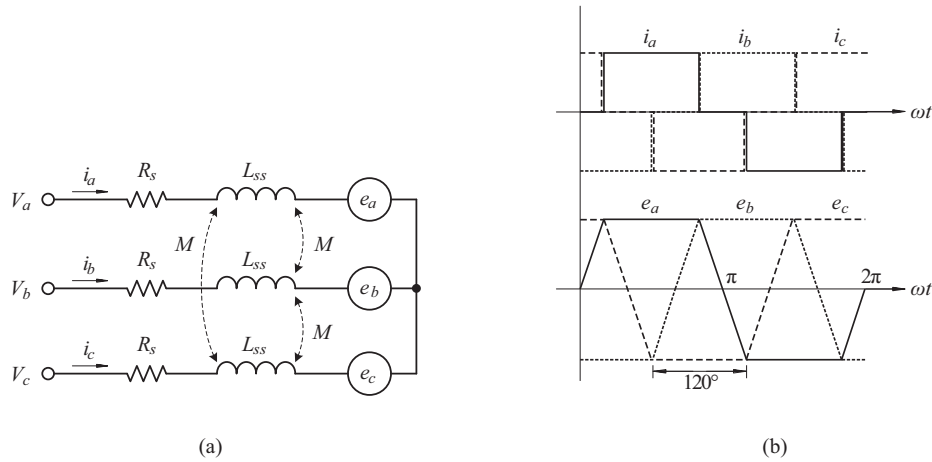 V_a
i_a
R_s
L_ss
e_a
M
M
V_b
i_b
R_s
L_ss
e_b
M
V_c
i_c
R_s
L_ss
e_c
(a)
i_a i_b i_c
ωt
e_a e_b e_c
π 2π ωt
120°
(b)